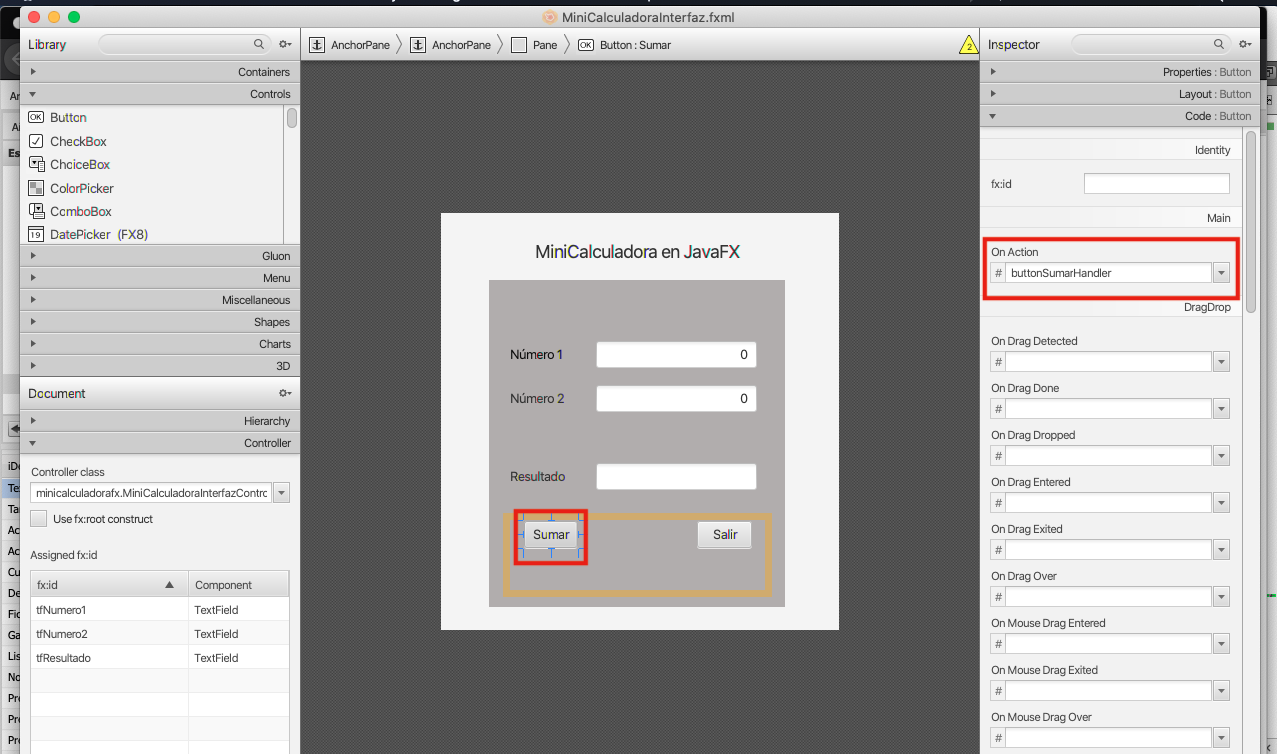 MiniCalculadoraInterfaz.fxml
Library
AnchorPane
AnchorPane
Pane
OK Button : Sumar
2
Inspector
Containers
Controls
OK Button
CheckBox
ChoiceBox
ColorPicker
ComboBox
19 DatePicker (FX8)
Gluon
Menu
Miscellaneous
Shapes
Charts
3D
Document
Hierarchy
Controller
Controller class
minicalculadorafx.MiniCalculadoraInterfazContro
Use fx:root construct
Assigned fx:id
fx:id Component
tfNumero1 TextField
tfNumero2 TextField
tfResultado TextField
MiniCalculadora en JavaFX
Número 1 0
Número 2 0
Resultado
Sumar Salir
Properties : Button
Layout : Button
Code : Button
Identity
fx:id
Main
On Action
# buttonSumarHandler
DragDrop
On Drag Detected
#
On Drag Done
#
On Drag Dropped
#
On Drag Entered
#
On Drag Exited
#
On Drag Over
#
On Mouse Drag Entered
#
On Mouse Drag Exited
#
On Mouse Drag Over
#